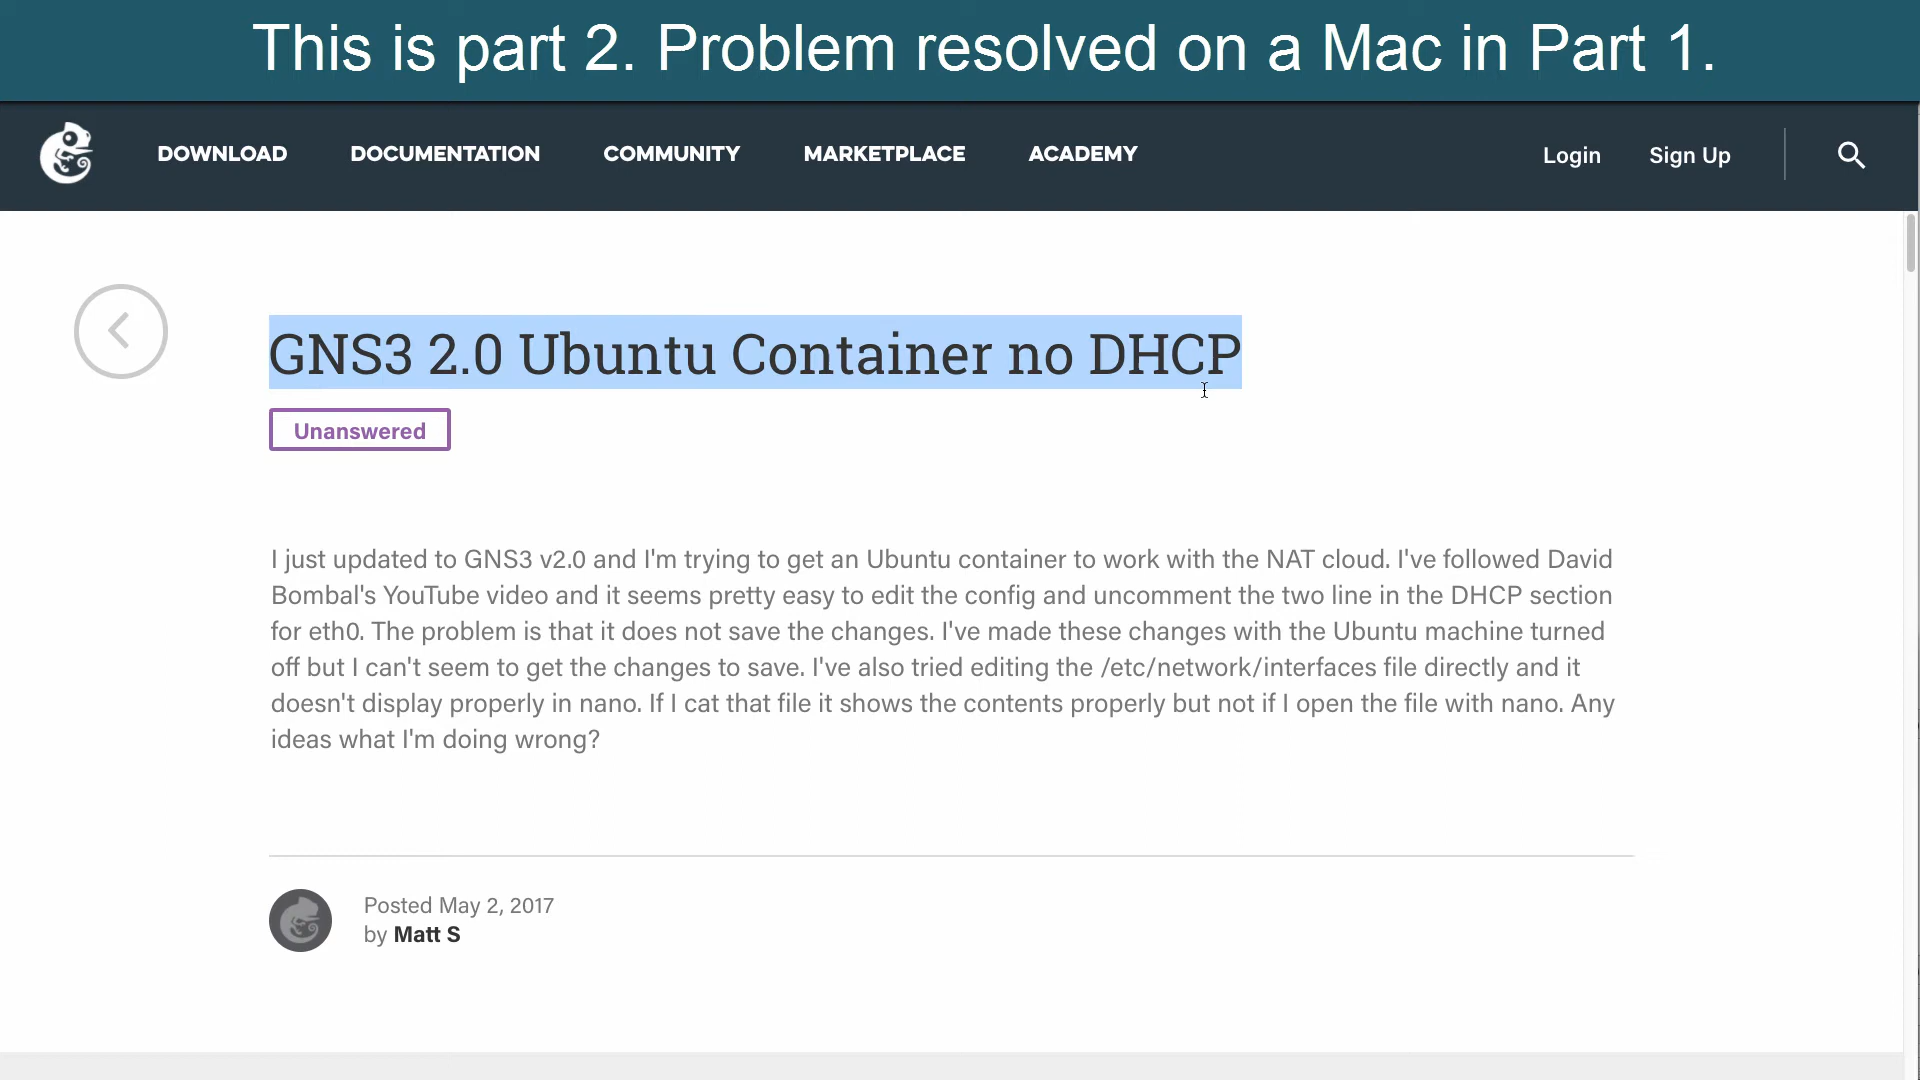 This is part 2. Problem resolved on a Mac in Part 1.
DOWNLOAD DOCUMENTATION COMMUNITY MARKETPLACE ACADEMY Login Sign Up
GNS3 2.0 Ubuntu Container no DHCP
Unanswered
I just updated to GNS3 v2.0 and I'm trying to get an Ubuntu container to work with the NAT cloud. I've followed David
Bombal's YouTube video and it seems pretty easy to edit the config and uncomment the two line in the DHCP section
for eth0. The problem is that it does not save the changes. I've made these changes with the Ubuntu machine turned
off but I can't seem to get the changes to save. I've also tried editing the /etc/network/interfaces file directly and it
doesn't display properly in nano. If I cat that file it shows the contents properly but not if I open the file with nano. Any
ideas what I'm doing wrong?
Posted May 2, 2017
by Matt S